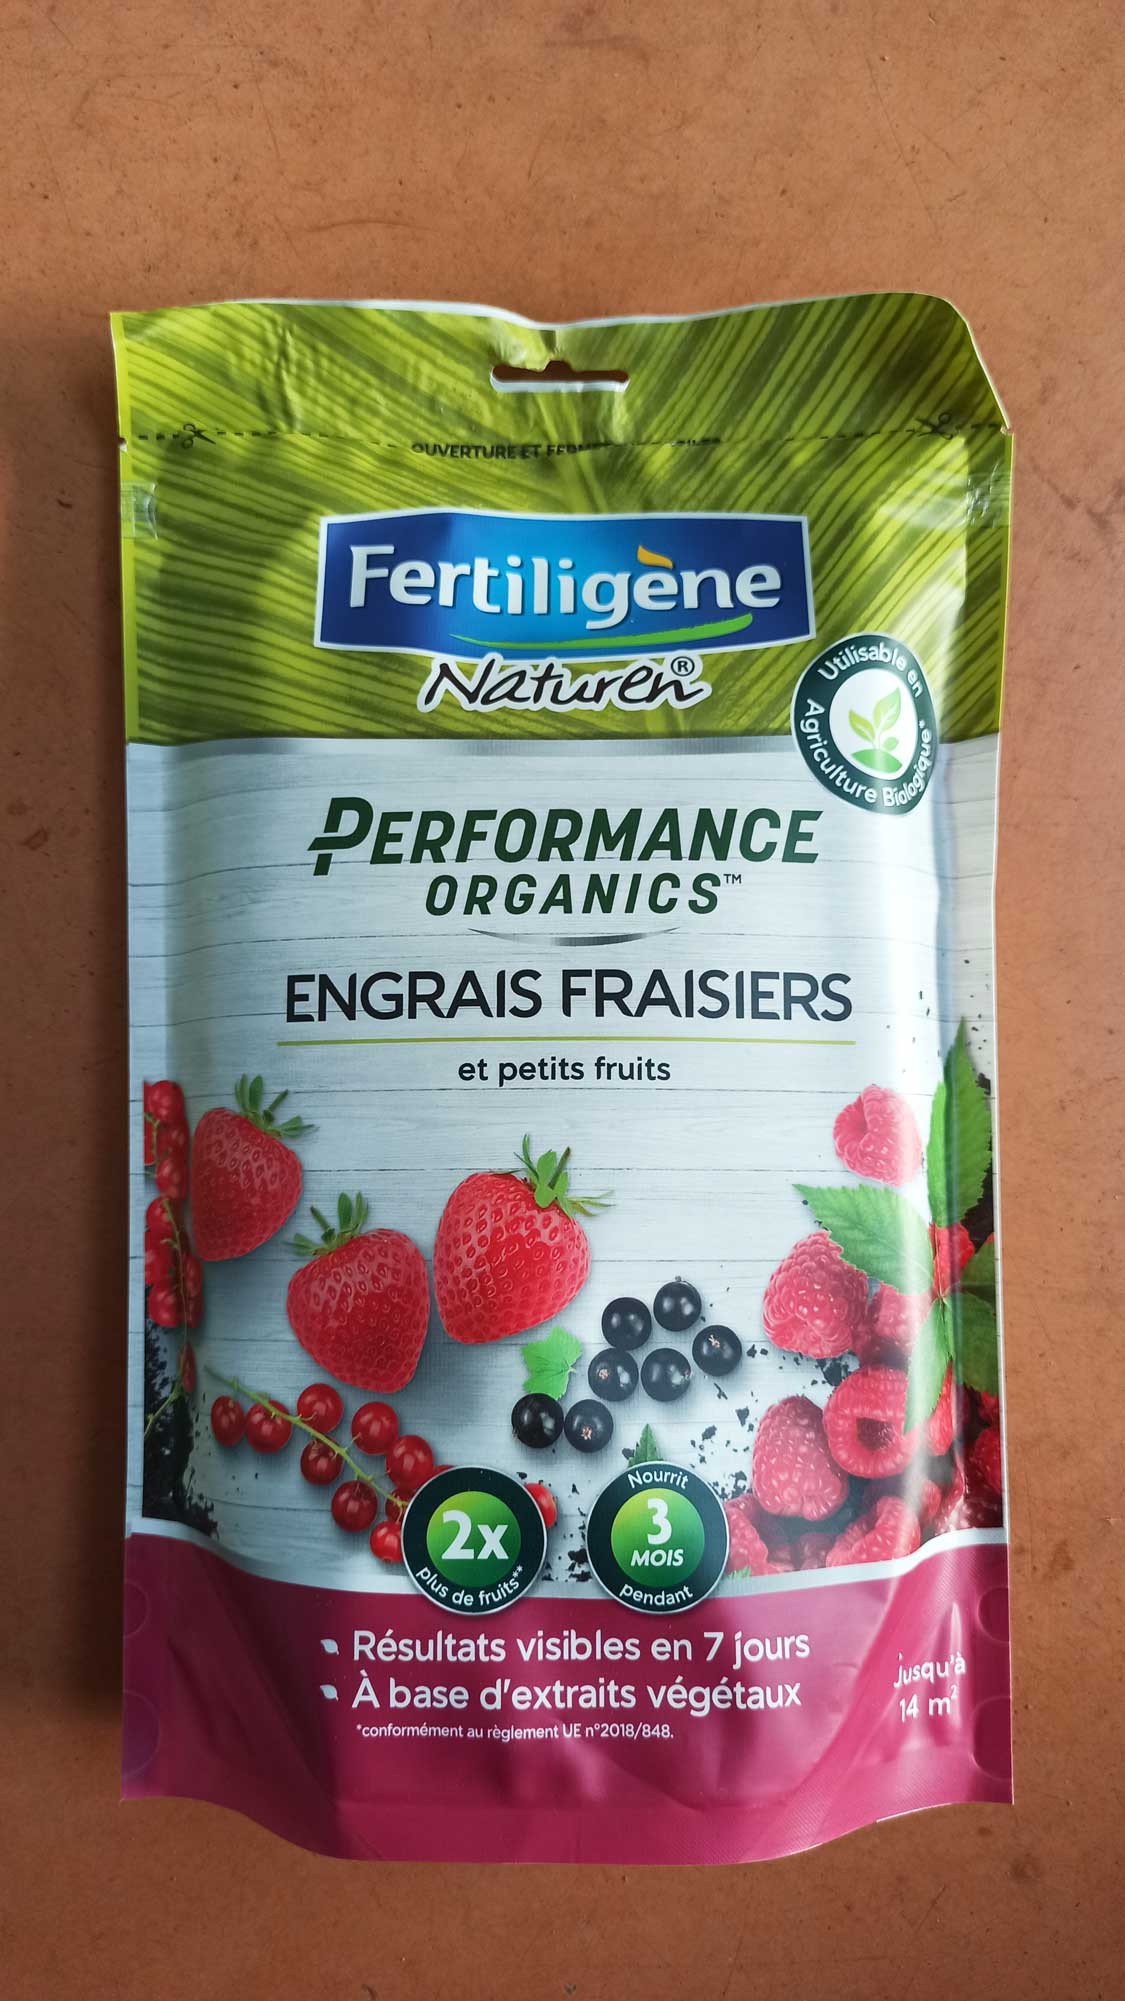 OUVERTURE ET
Fertiligène
Naturen®
Utilisable en
Agriculture Biologique*
PERFORMANCE
ORGANICS™
ENGRAIS FRAISIERS
et petits fruits
2x
plus de fruits**
Nourrit
3
MOIS
pendant
Résultats visibles en 7 jours
À base d'extraits végétaux
*conformément au règlement UE n°2018/848.
Jusqu'à
14 m²